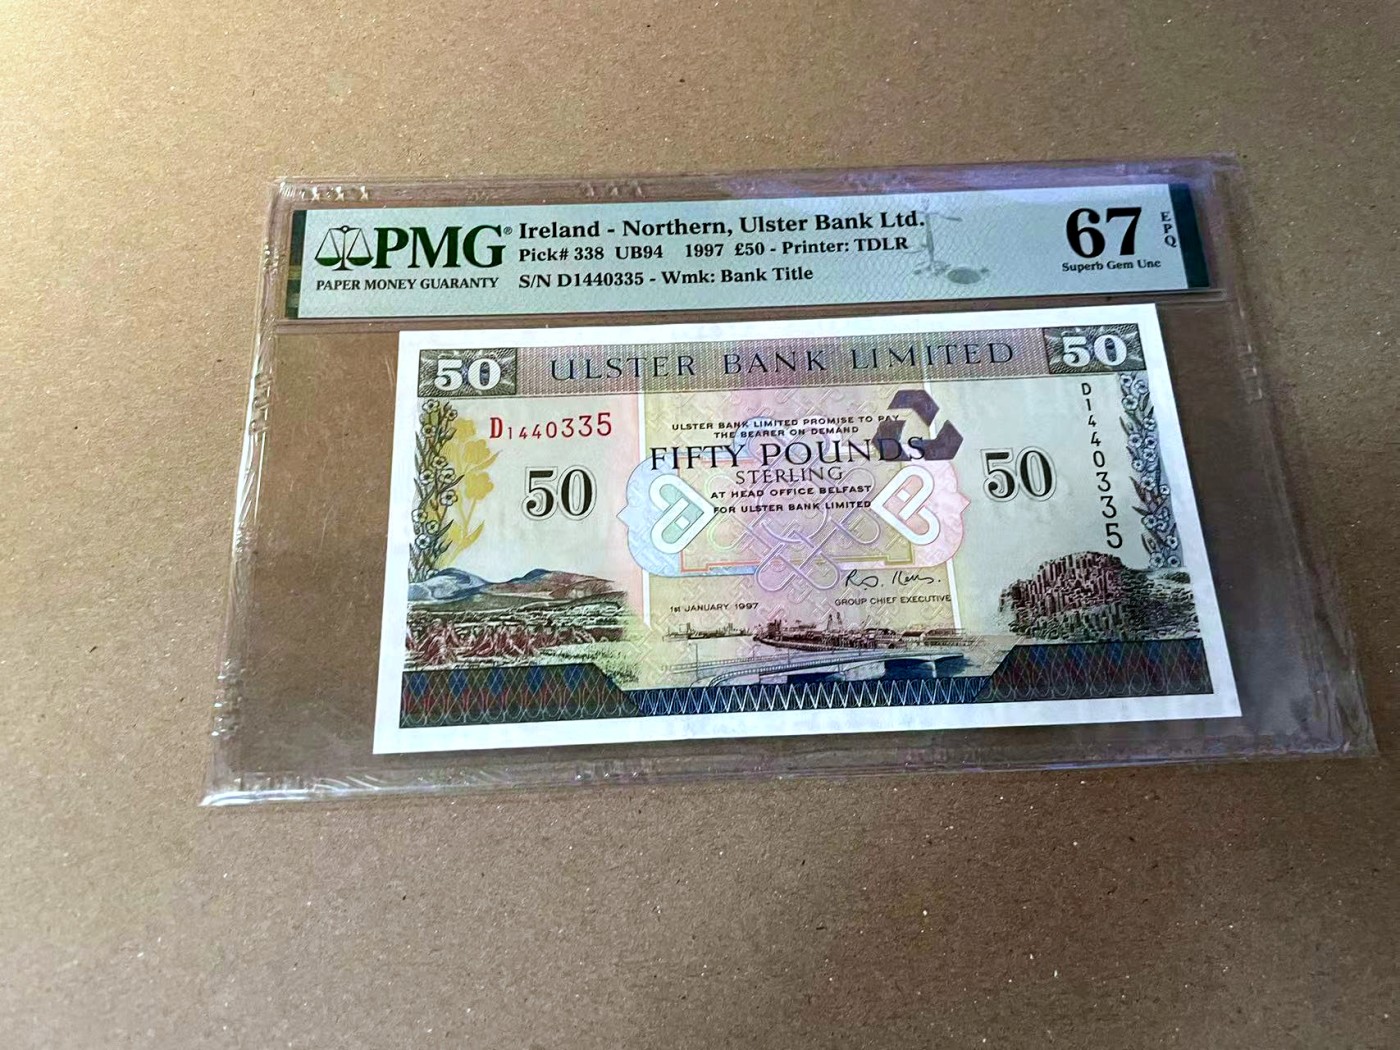 PMG®
PAPER MONEY GUARANTY
Ireland - Northern, Ulster Bank Ltd.
Pick# 338 UB94 1997 £50 - Printer: TDLR
S/N D1440335 - Wmk: Bank Title
67
EPQ
Superb Gem Unc
50 ULSTER BANK LIMITED 50
D1440335
D1440335
ULSTER BANK LIMITED PROMISE TO PAY
THE BEARER ON DEMAND
50 FIFTY POUNDS 50
STERLING
AT HEAD OFFICE BELFAST
FOR ULSTER BANK LIMITED
1st JANUARY 1997
GROUP CHIEF EXECUTIVE